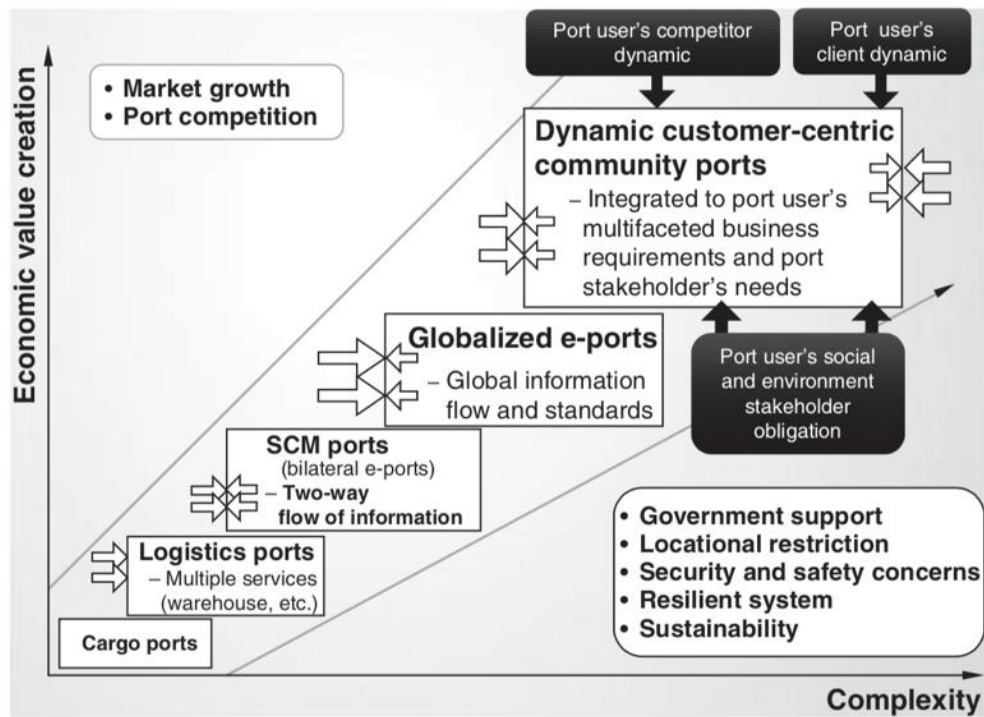 Port user's competitor
dynamic
Port user's
client dynamic
• Market growth
• Port competition
Economic value creation
Dynamic customer-centric
community ports
– Integrated to port user's
multifaceted business
requirements and port
stakeholder's needs
Globalized e-ports
– Global information
flow and standards
Port user's social
and environment
stakeholder
obligation
SCM ports
(bilateral e-ports)
– Two-way
flow of information
Logistics ports
– Multiple services
(warehouse, etc.)
Cargo ports
• Government support
• Locational restriction
• Security and safety concerns
• Resilient system
• Sustainability
Complexity